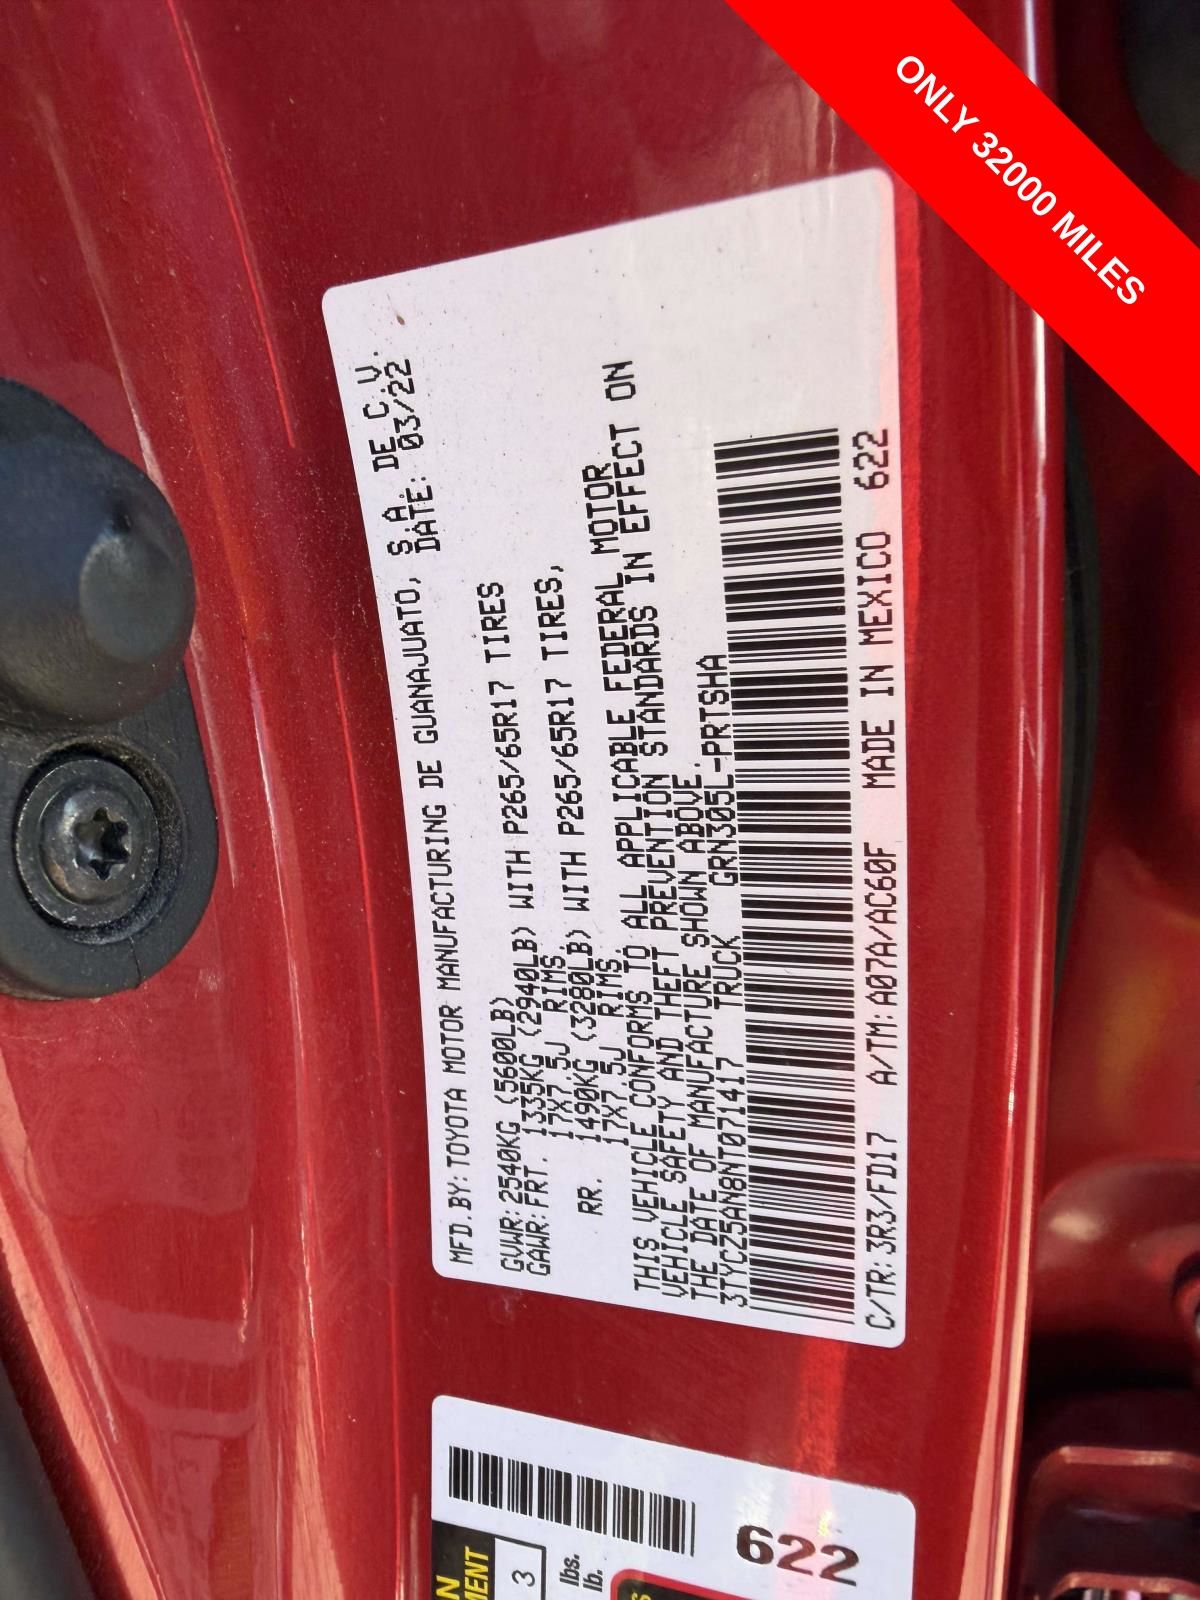 ONLY 32000 MILES
MFD.BY:TOYOTA MOTOR MANUFACTURING DE GUANAJUATO, S.A. DE C.V.
DATE: 03/22
GVWR:2540KG (5600LB)
GAWR:FRT. 1335KG (2940LB) WITH P265/65R17 TIRES
17X7.5J RIMS,
RR. 1490KG (3280LB) WITH P265/65R17 TIRES,
17X7.5J RIMS.
THIS VEHICLE CONFORMS TO ALL APPLICABLE FEDERAL MOTOR
VEHICLE SAFETY AND THEFT PREVENTION STANDARDS IN EFFECT ON
THE DATE OF MANUFACTURE SHOWN ABOVE.
3TYCZ5AN8NT071417 TRUCK GRN305L-PRTSHA
C/TR:3R3/FD17 A/TM:A07A/AC60F MADE IN MEXICO 622
622
3
lbs.
lb.